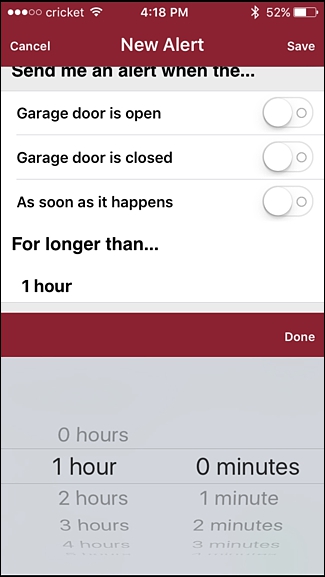 cricket 4:18 PM 52%
Cancel New Alert Save
Send me an alert when the...
Garage door is open
Garage door is closed
As soon as it happens
For longer than...
1 hour
Done
0 hours
1 hour 0 minutes
2 hours 1 minute
3 hours 2 minutes
4 hours 3 minutes